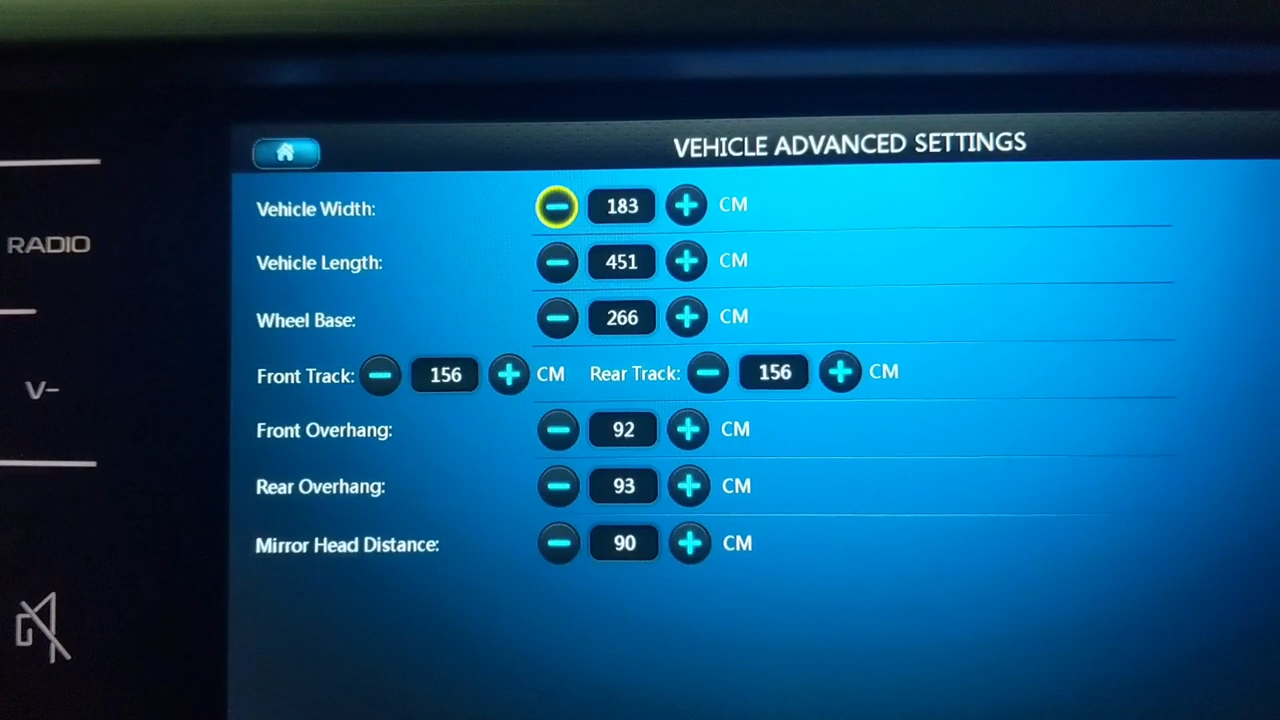 VEHICLE ADVANCED SETTINGS
Vehicle Width: 183 CM
Vehicle Length: 451 CM
RADIO
Wheel Base: 266 CM
Front Track: 156 CM Rear Track: 156 CM
V-
Front Overhang: 92 CM
Rear Overhang: 93 CM
Mirror Head Distance: 90 CM